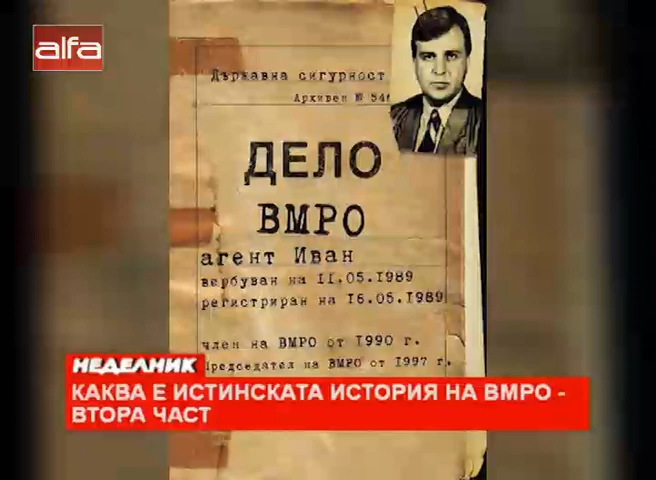 alfa
Държавна сигурност
Архивен № 546
ДЕЛО
ВМРО
агент Иван
вербуван на 11.05.1989
регистриран на 16.05.1989
член на ВМРО от 1990 г.
Председател на ВМРО от 1997 г.
НЕДЕЛНИК
КАКВА Е ИСТИНСКАТА ИСТОРИЯ НА ВМРО -
ВТОРА ЧАСТ